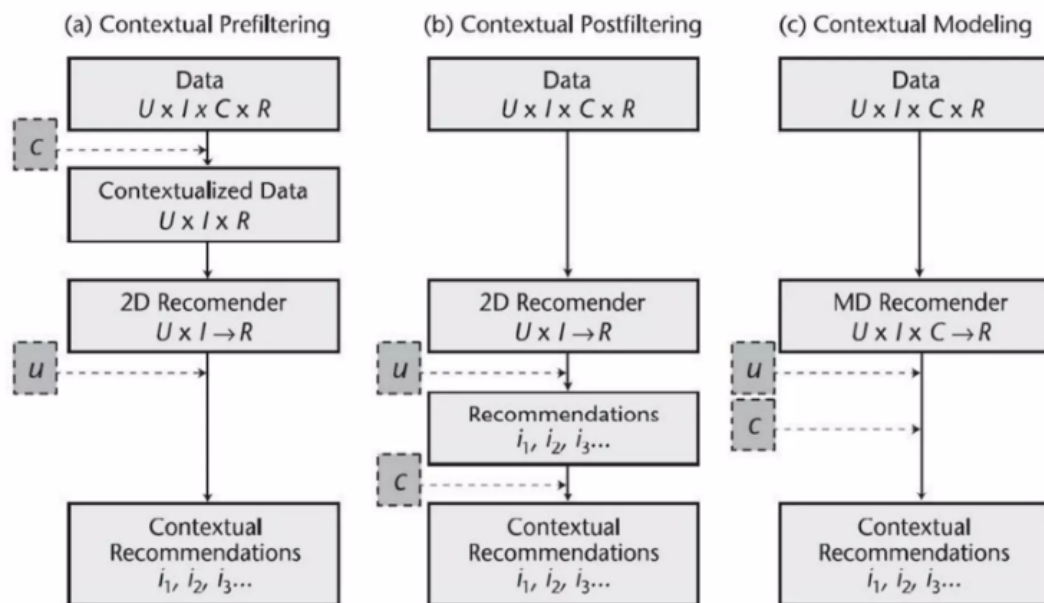 (a) Contextual Prefiltering
Data
U x I x C x R
c
Contextualized Data
U x I x R
2D Recomender
U x I → R
u
Contextual
Recommendations
i₁, i₂, i₃...
(b) Contextual Postfiltering
Data
U x I x C x R
2D Recomender
U x I → R
u
Recommendations
i₁, i₂, i₃...
c
Contextual
Recommendations
i₁, i₂, i₃...
(c) Contextual Modeling
Data
U x I x C x R
MD Recomender
U x I x C → R
u
c
Contextual
Recommendations
i₁, i₂, i₃...